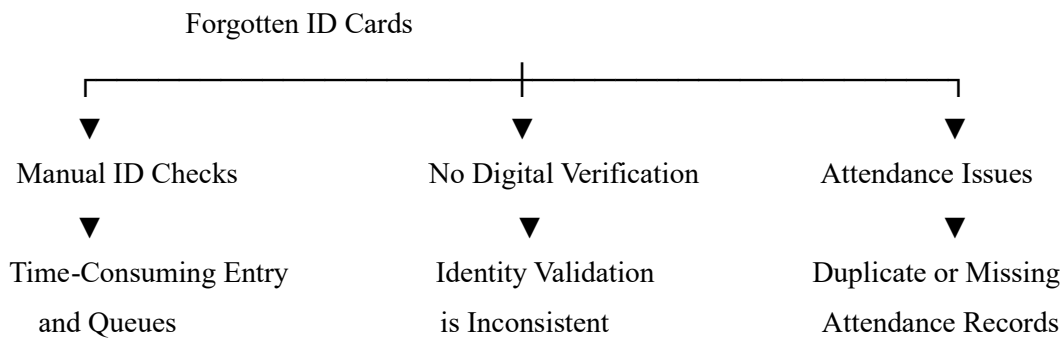 Forgotten ID Cards
Manual ID Checks
No Digital Verification
Attendance Issues
Time-Consuming Entry
and Queues
Identity Validation
is Inconsistent
Duplicate or Missing
Attendance Records